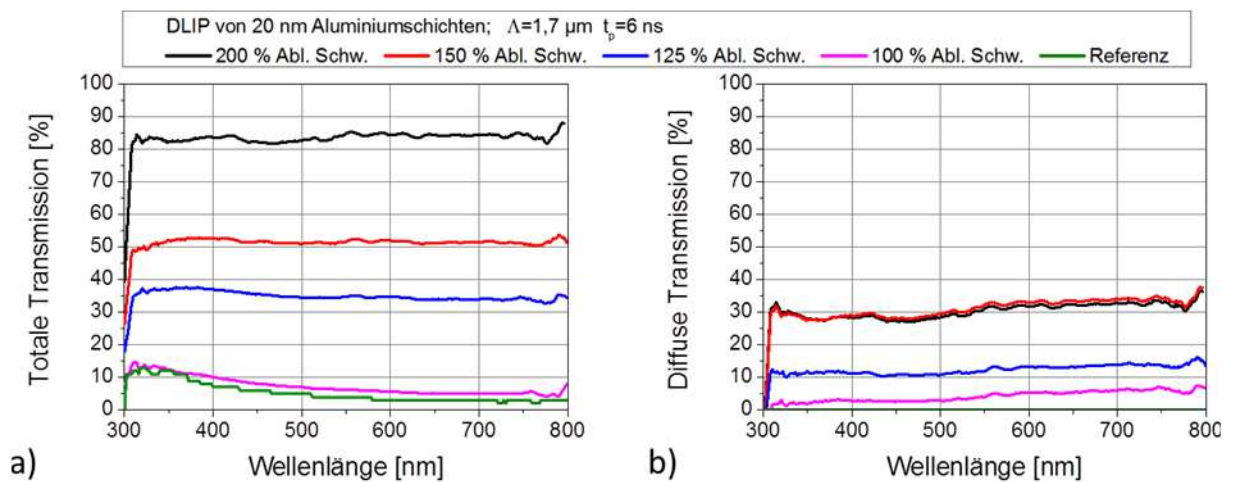 DLIP von 20 nm Aluminiumschichten; Λ=1,7 µm tp=6 ns
200 % Abl. Schw. 150 % Abl. Schw. 125 % Abl. Schw. 100 % Abl. Schw. Referenz
Totale Transmission [%]
100
90
80
70
60
50
40
30
20
10
0
300 400 500 600 700 800
Wellenlänge [nm]
a)
Diffuse Transmission [%]
100
90
80
70
60
50
40
30
20
10
0
300 400 500 600 700 800
Wellenlänge [nm]
b)